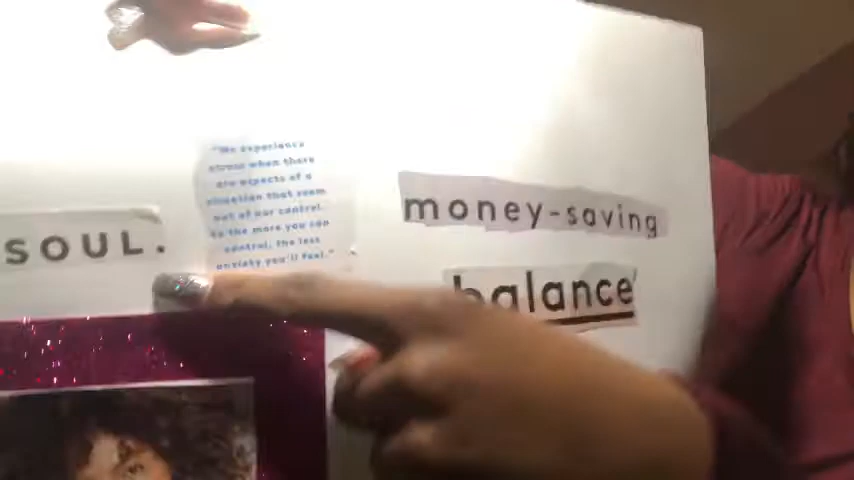 "We experience
stress when there
are aspects of a
situation that seem
out of our control.
So the more you can
control, the less
anxiety you'll feel."
SOUL.
money-saving
balance